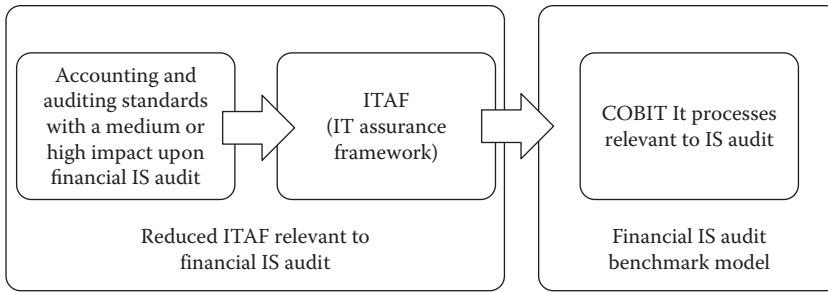 Accounting and
auditing standards
with a medium or
high impact upon
financial IS audit
ITAF
(IT assurance
framework)
Reduced ITAF relevant to
financial IS audit
COBIT It processes
relevant to IS audit
Financial IS audit
benchmark model